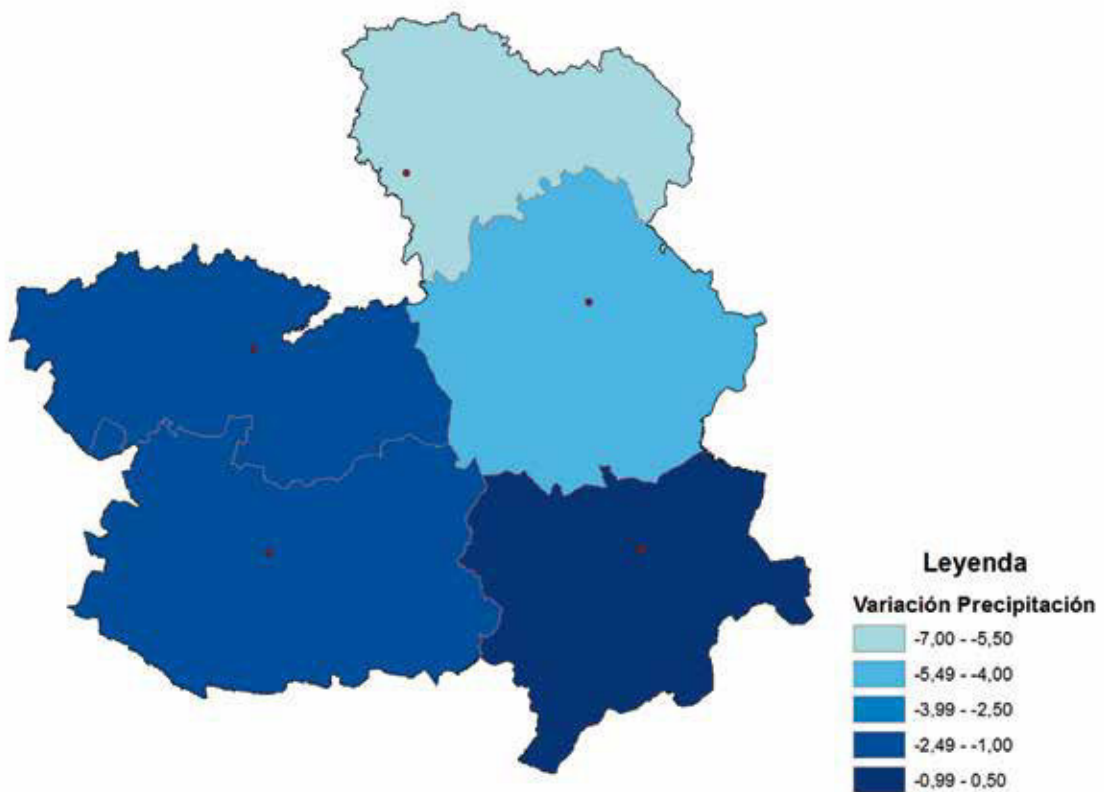 Leyenda
Variación Precipitación
-7,00 - -5,50
-5,49 - -4,00
-3,99 - -2,50
-2,49 - -1,00
-0,99 - 0,50